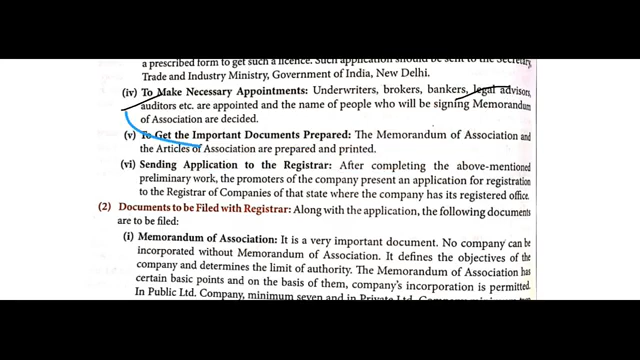 a prescribed form to get such a licence. Such application should be sent to the Secretary,
Trade and Industry Ministry, Government of India, New Delhi.
(iv) To Make Necessary Appointments: Underwriters, brokers, bankers, legal advisors,
auditors etc. are appointed and the name of people who will be signing Memorandum
of Association are decided.
(v) To Get the Important Documents Prepared: The Memorandum of Association and
the Articles of Association are prepared and printed.
(vi) Sending Application to the Registrar: After completing the above-mentioned
preliminary work, the promoters of the company present an application for registration
to the Registrar of Companies of that state where the company has its registered office.
(2) Documents to be Filed with Registrar: Along with the application, the following documents
are to be filed:
(i) Memorandum of Association: It is a very important document. No company can be
incorporated without Memorandum of Association. It defines the objectives of the
company and determines the limit of authority. The Memorandum of Association has
certain basic points and on the basis of them, company's incorporation is permitted.
In Public Ltd. Company, minimum seven and in Private Ltd. Company minimum two